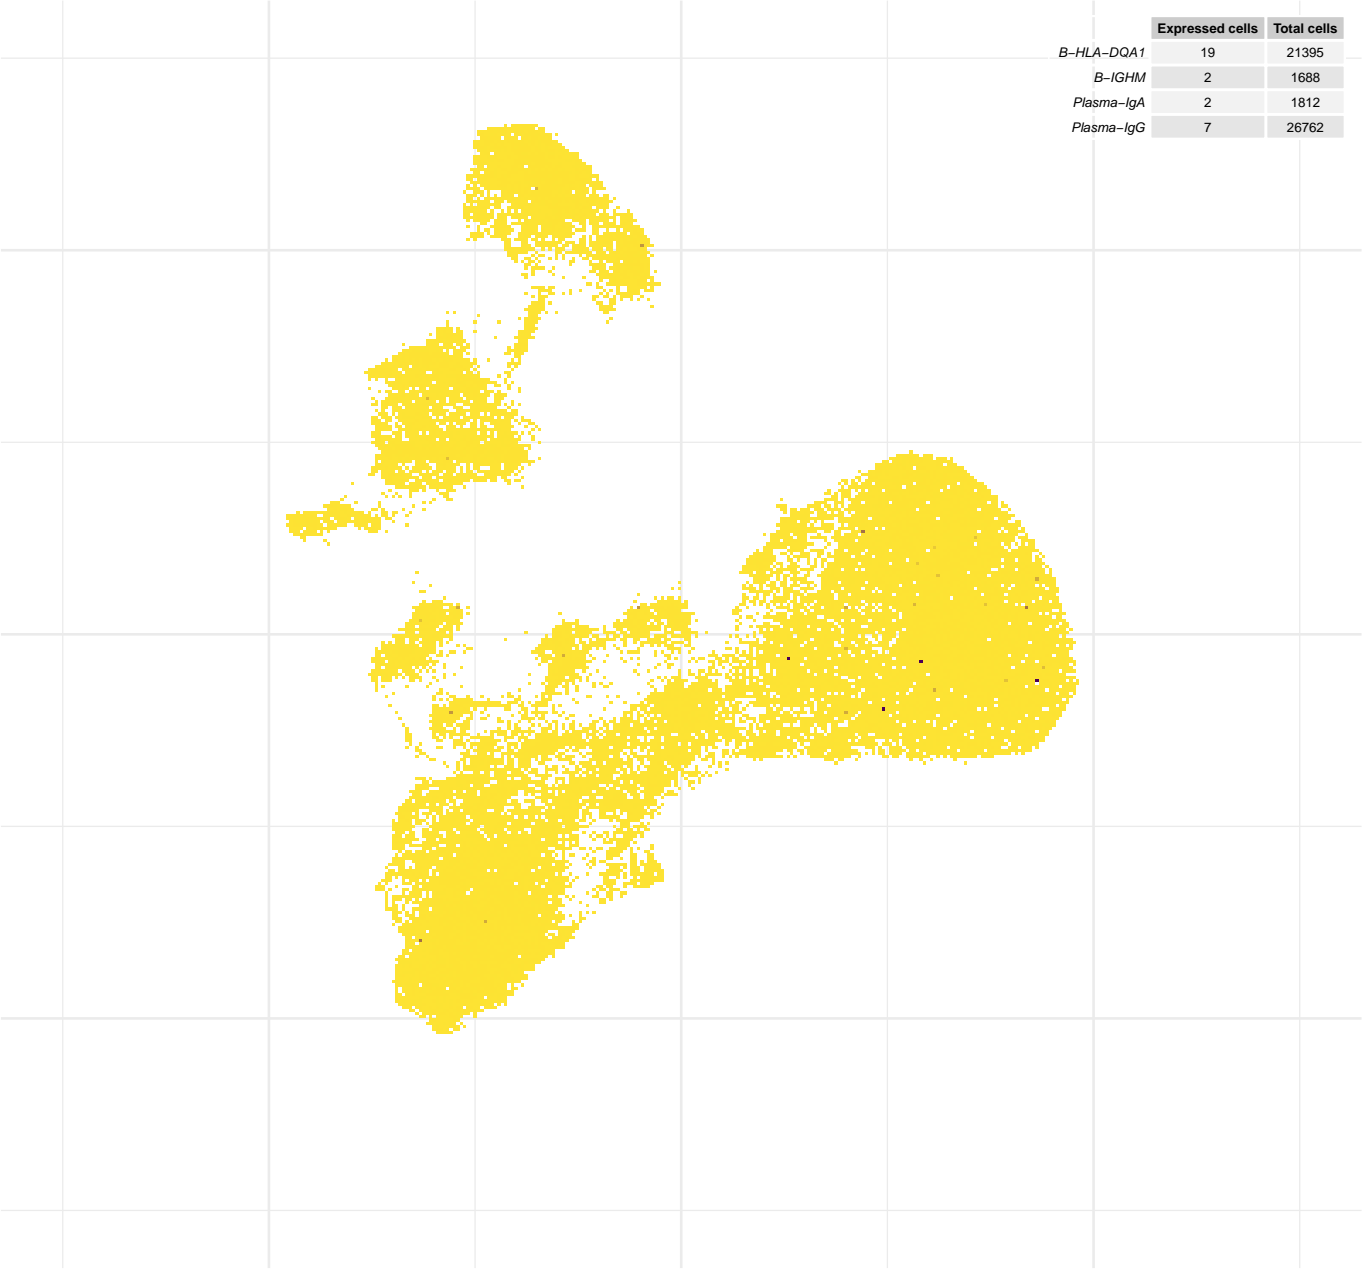 Expressed cells Total cells
B−HLA−DQA1 19 21395
B−IGHM 2 1688
Plasma−IgA 2 1812
Plasma−IgG 7 26762